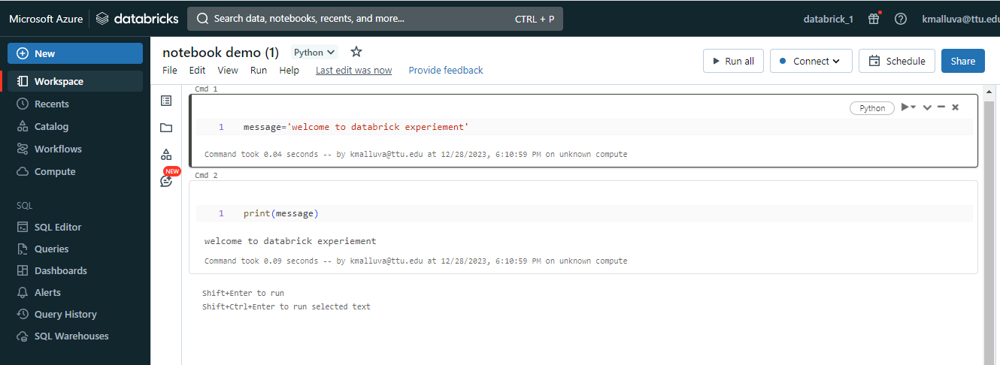 Microsoft Azure databricks Search data, notebooks, recents, and more... CTRL + P databrick_1 kmalluva@ttu.edu
New
Workspace
Recents
Catalog
Workflows
Compute
SQL
SQL Editor
Queries
Dashboards
Alerts
Query History
SQL Warehouses
notebook demo (1) Python
File Edit View Run Help Last edit was now Provide feedback
Run all Connect Schedule Share
NEW
Cmd 1
Python
1 message='welcome to databrick experiement'
Command took 0.04 seconds -- by kmalluva@ttu.edu at 12/28/2023, 6:10:59 PM on unknown compute
Cmd 2
1 print(message)
welcome to databrick experiement
Command took 0.09 seconds -- by kmalluva@ttu.edu at 12/28/2023, 6:10:59 PM on unknown compute
Shift+Enter to run
Shift+Ctrl+Enter to run selected text